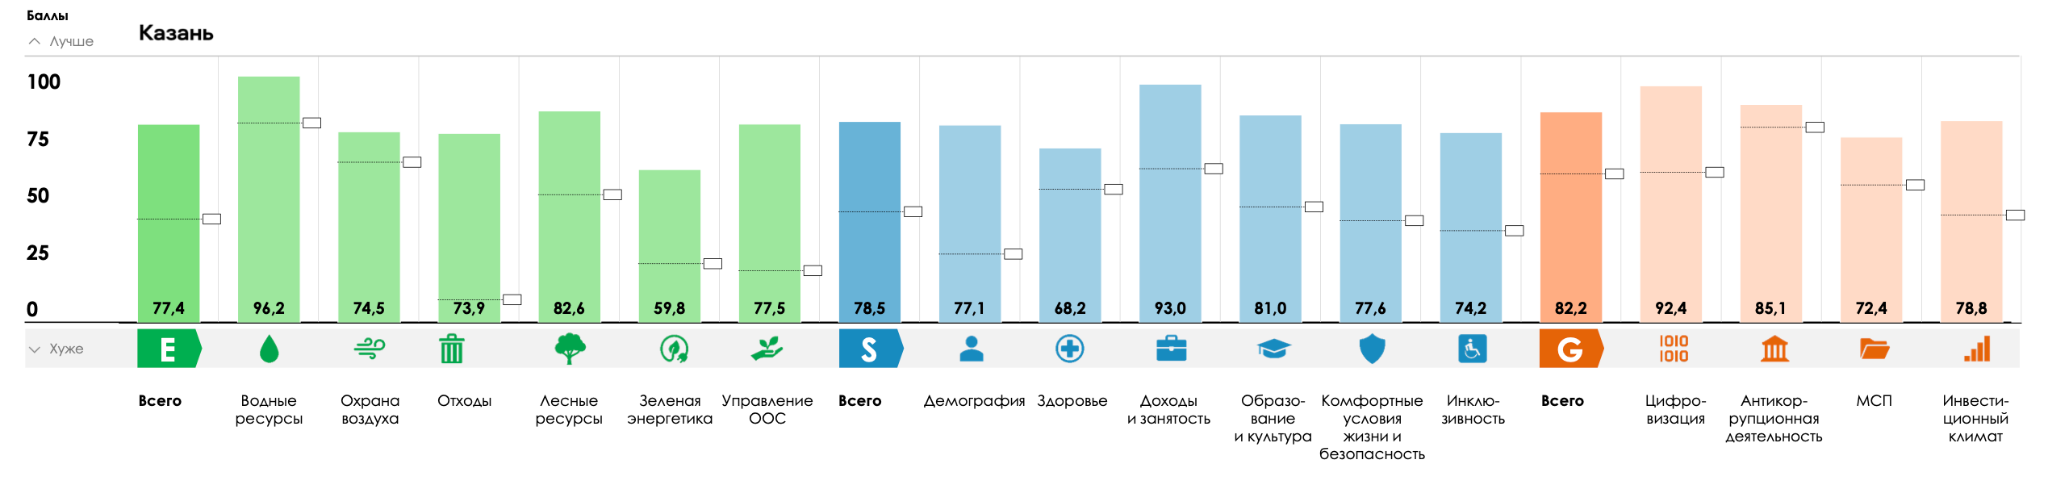 Баллы
Лучше
Казань
100
75
50
25
0
77,4
96,2
74,5
73,9
82,6
59,8
77,5
78,5
77,1
68,2
93,0
81,0
77,6
74,2
82,2
92,4
85,1
72,4
78,8
Хуже
E
S
G
1010
1010
Всего
Водные
ресурсы
Охрана
воздуха
Отходы
Лесные
ресурсы
Зеленая
энергетика
Управление
ООС
Всего
Демография
Здоровье
Доходы
и занятость
Образо-
вание
и культура
Комфортные
условия
жизни и
безопасность
Инклю-
зивность
Всего
Цифро-
визация
Антикор-
рупционная
деятельность
МСП
Инвести-
ционный
климат